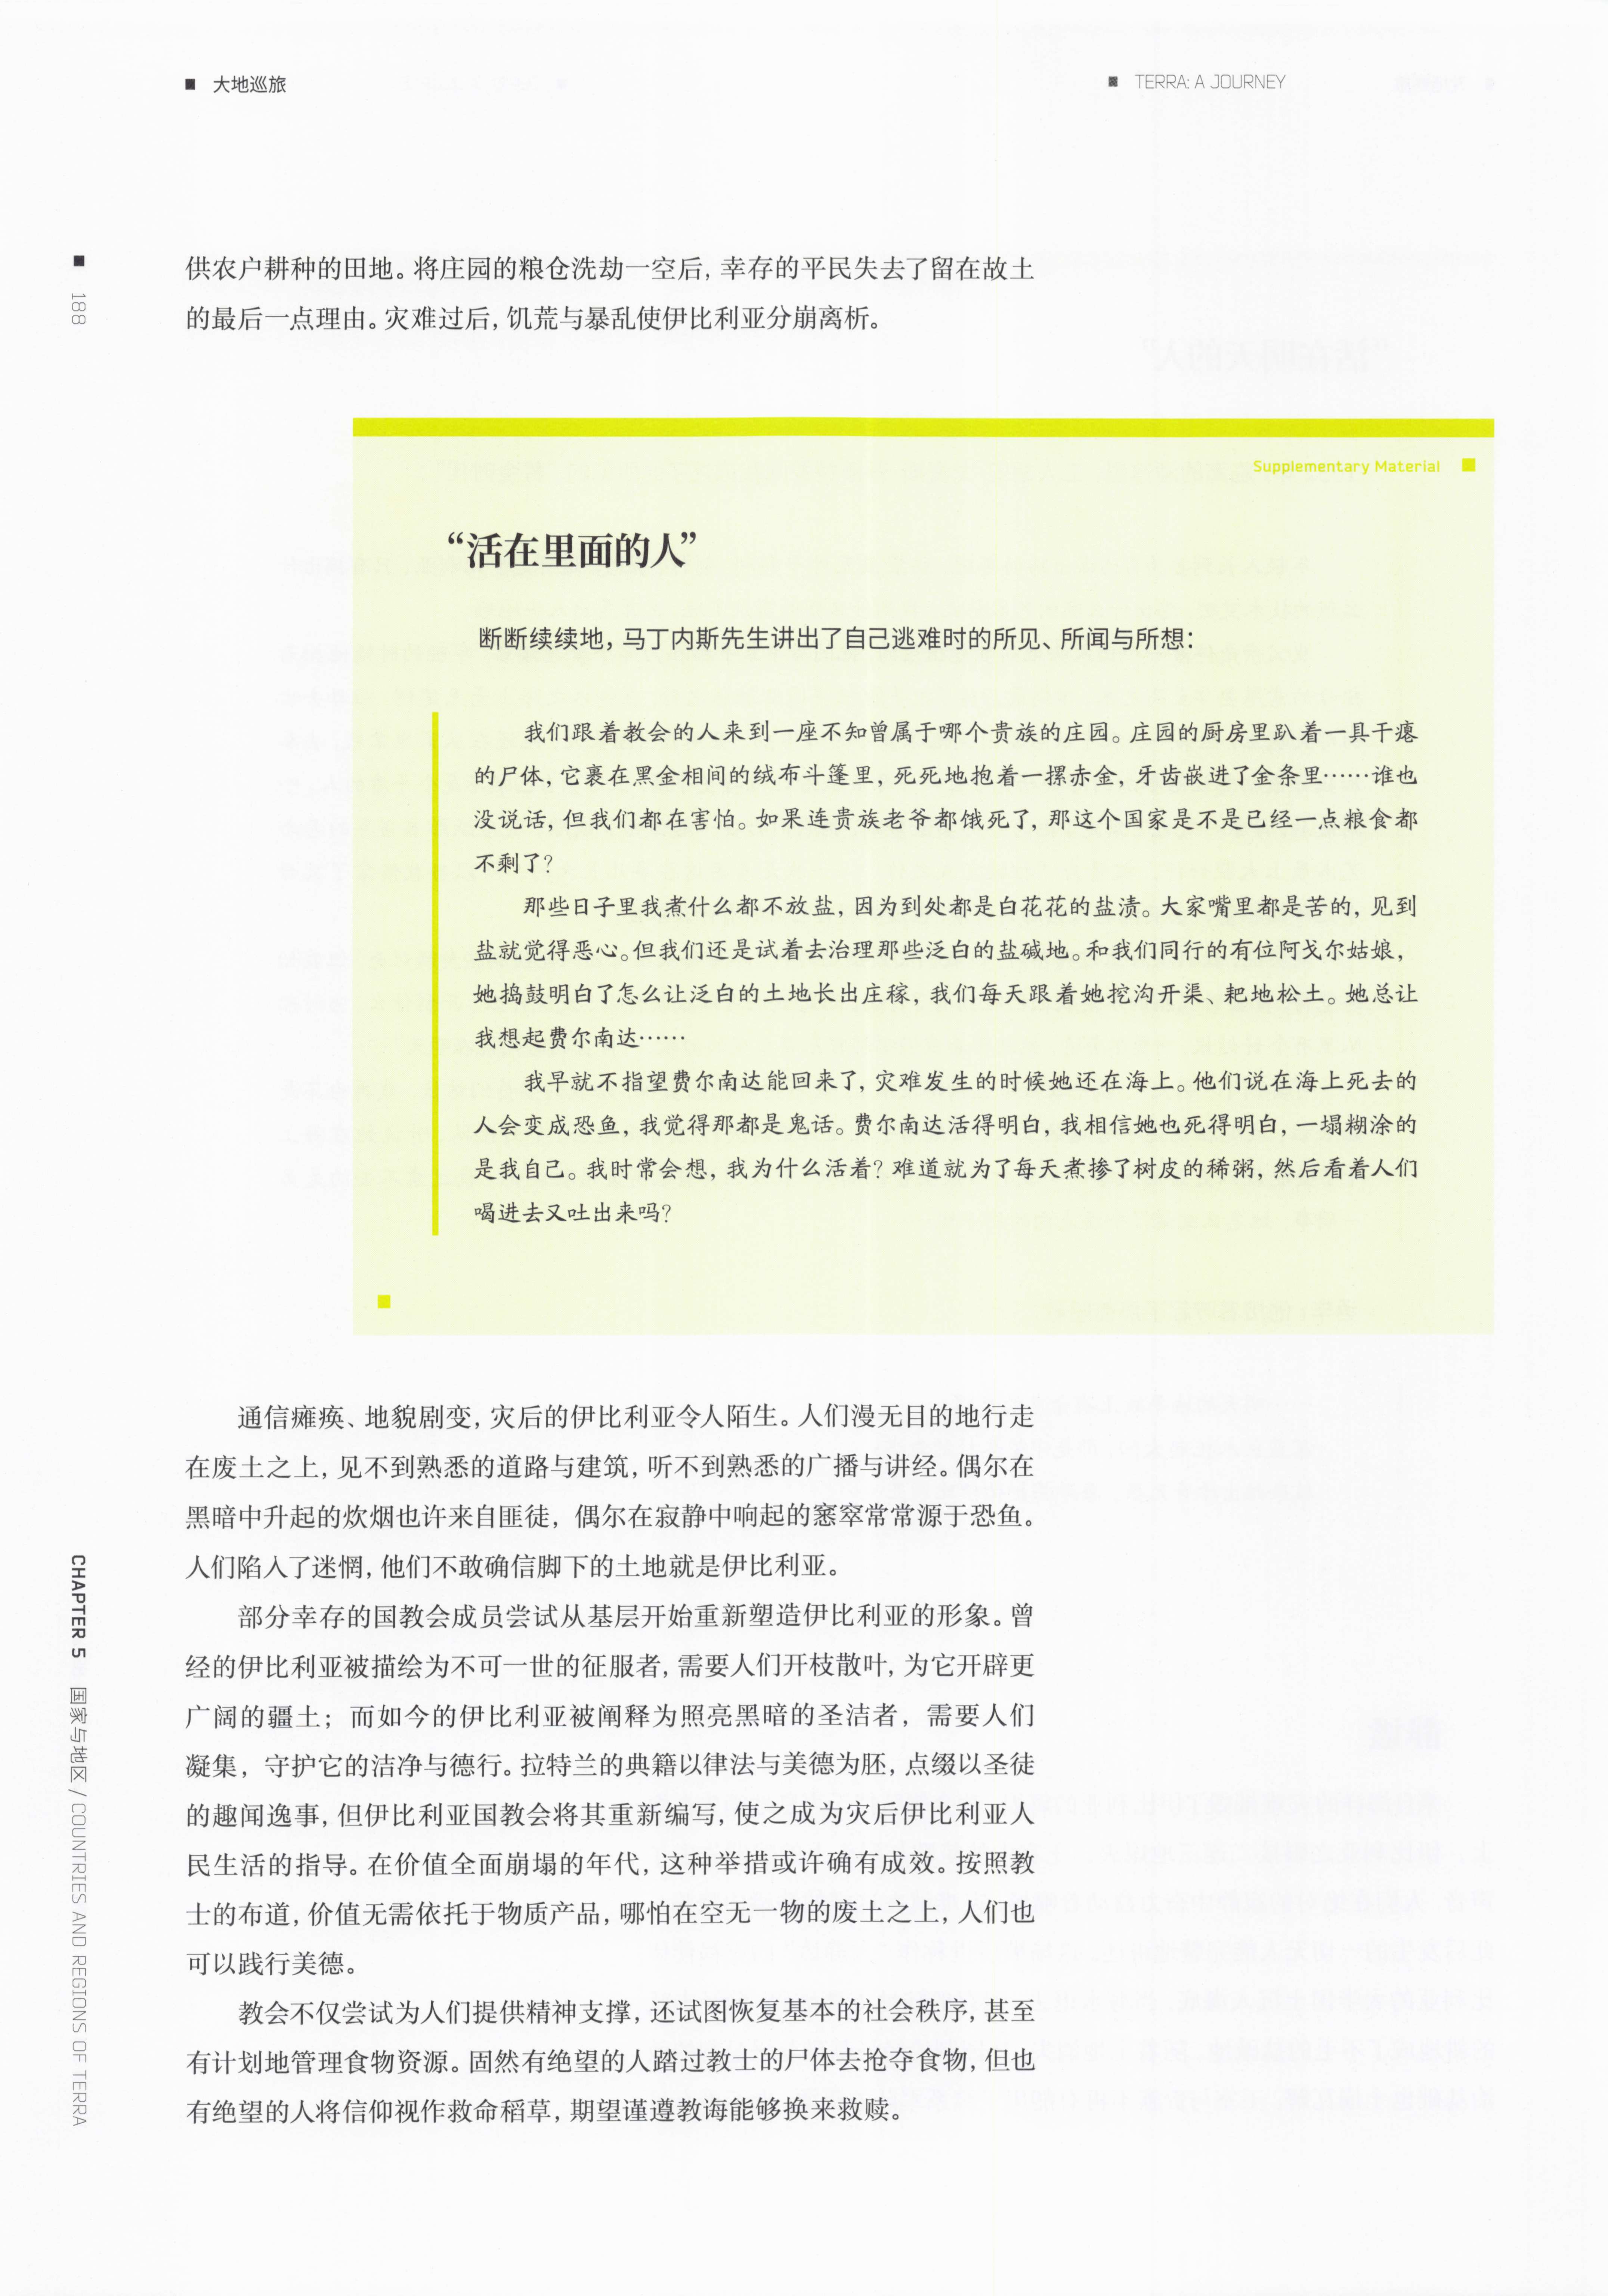 ■ 大地巡旅
■ TERRA: A JOURNEY
■ 188
供农户耕种的田地。将庄园的粮仓洗劫一空后，幸存的平民失去了留在故土
的最后一点理由。灾难过后，饥荒与暴乱使伊比利亚分崩离析。
Supplementary Material ■
“活在里面的人”
断断续续地，马丁内斯先生讲出了自己逃难时的所见、所闻与所想：
我们跟着教会的人来到一座不知曾属于哪个贵族的庄园。庄园的厨房里趴着一具干瘪
的尸体，它裹在黑金相间的绒布斗篷里，死死地抱着一摞赤金，牙齿嵌进了金条里……谁也
没说话，但我们都在害怕。如果连贵族老爷都饿死了，那这个国家是不是已经一点粮食都
不剩了？
那些日子里我煮什么都不放盐，因为到处都是白花花的盐渍。大家嘴里都是苦的，见到
盐就觉得恶心。但我们还是试着去治理那些泛白的盐碱地。和我们同行的有位阿戈尔姑娘，
她捣鼓明白了怎么让泛白的土地长出庄稼，我们每天跟着她挖沟开渠、耙地松土。她总让
我想起费尔南达……
我早就不指望费尔南达能回来了，灾难发生的时候她还在海上。他们说在海上死去的
人会变成恐鱼，我觉得那都是鬼话。费尔南达活得明白，我相信她也死得明白，一塌糊涂的
是我自己。我时常会想，我为什么活着？难道就为了每天煮掺了树皮的稀粥，然后看着人们
喝进去又吐出来吗？
通信瘫痪、地貌剧变，灾后的伊比利亚令人陌生。人们漫无目的地行走
在废土之上，见不到熟悉的道路与建筑，听不到熟悉的广播与讲经。偶尔在
黑暗中升起的炊烟也许来自匪徒，偶尔在寂静中响起的窸窣常常源于恐鱼。
人们陷入了迷惘，他们不敢确信脚下的土地就是伊比利亚。
部分幸存的国教会成员尝试从基层开始重新塑造伊比利亚的形象。曾
经的伊比利亚被描绘为不可一世的征服者，需要人们开枝散叶，为它开辟更
广阔的疆土；而如今的伊比利亚被阐释为照亮黑暗的圣洁者，需要人们
凝集，守护它的洁净与德行。拉特兰的典籍以律法与美德为胚，点缀以圣徒
的趣闻逸事，但伊比利亚国教会将其重新编写，使之成为灾后伊比利亚人
民生活的指导。在价值全面崩塌的年代，这种举措或许确有成效。按照教
士的布道，价值无需依托于物质产品，哪怕在空无一物的废土之上，人们也
可以践行美德。
教会不仅尝试为人们提供精神支撑，还试图恢复基本的社会秩序，甚至
有计划地管理食物资源。固然有绝望的人踏过教士的尸体去抢夺食物，但也
有绝望的人将信仰视作救命稻草，期望谨遵教诲能够换来救赎。
CHAPTER 5 国家与地区 / COUNTRIES AND REGIONS OF TERRA